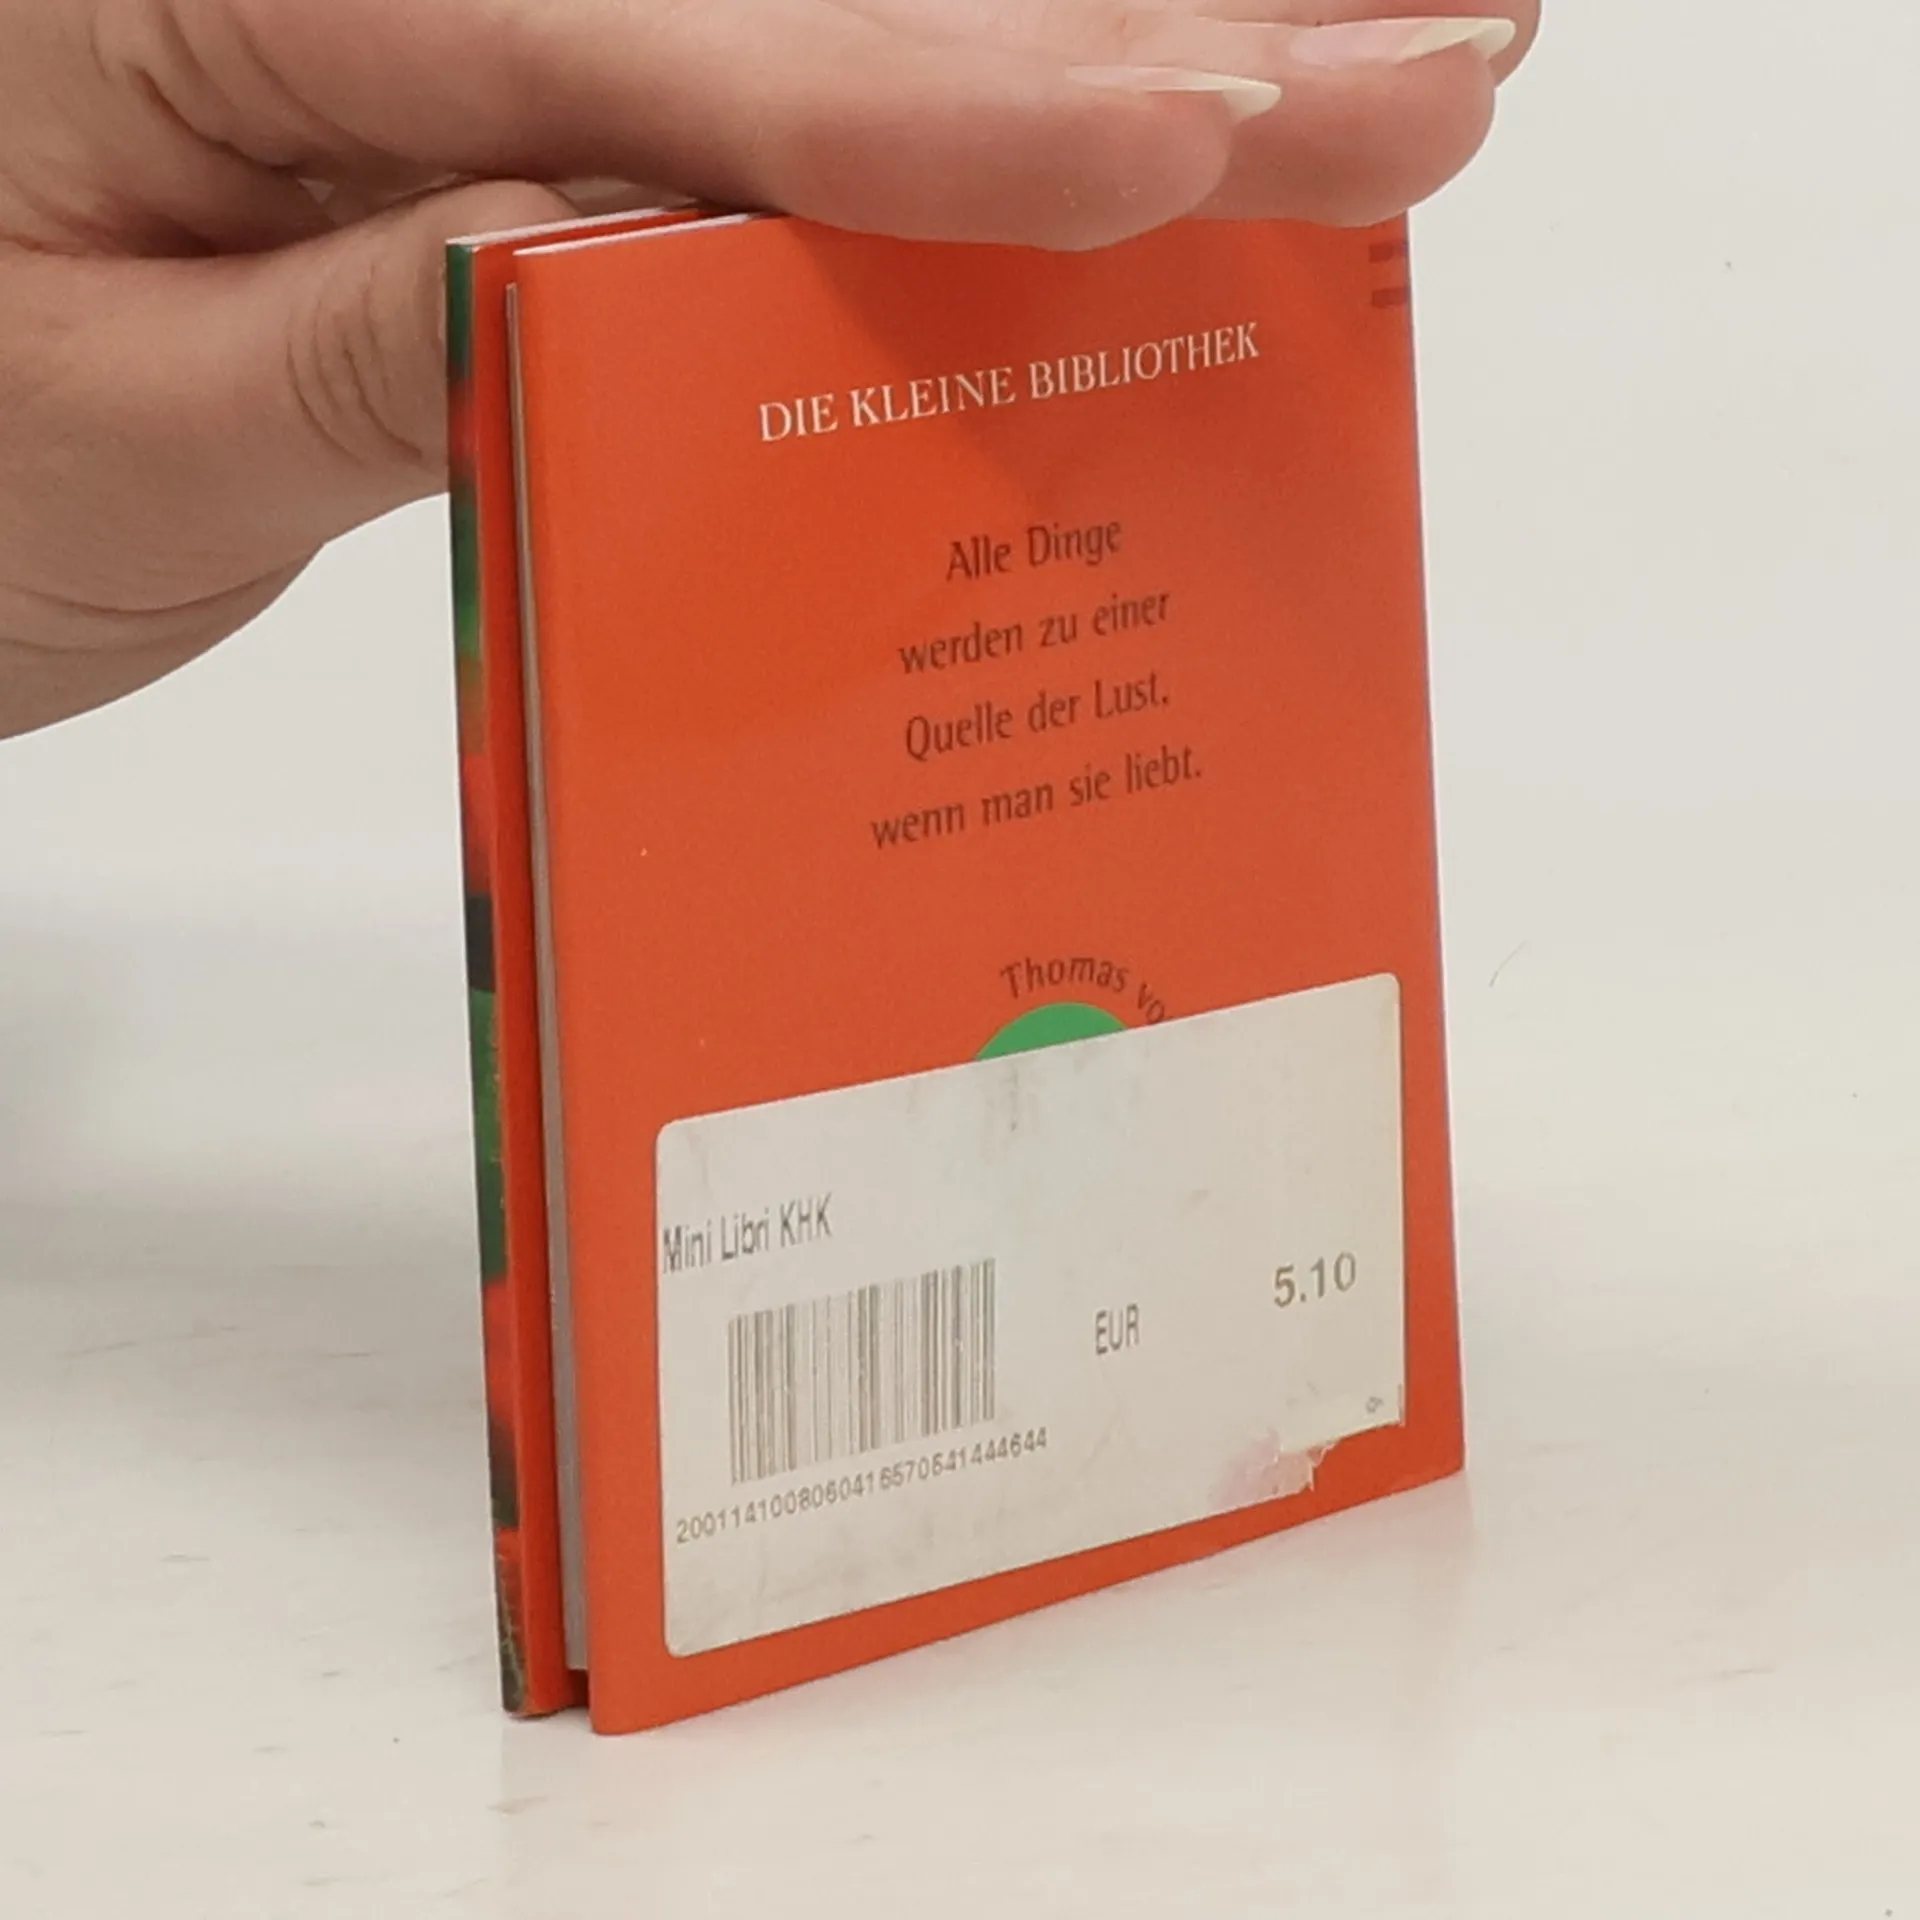 DIE KLEINE BIBLIOTHEK
Alle Dinge
werden zu einer
Quelle der Lust,
wenn man sie liebt.
Thomas vo
Mini Libri KHK
EUR 5.10
2001141008060416570541444644